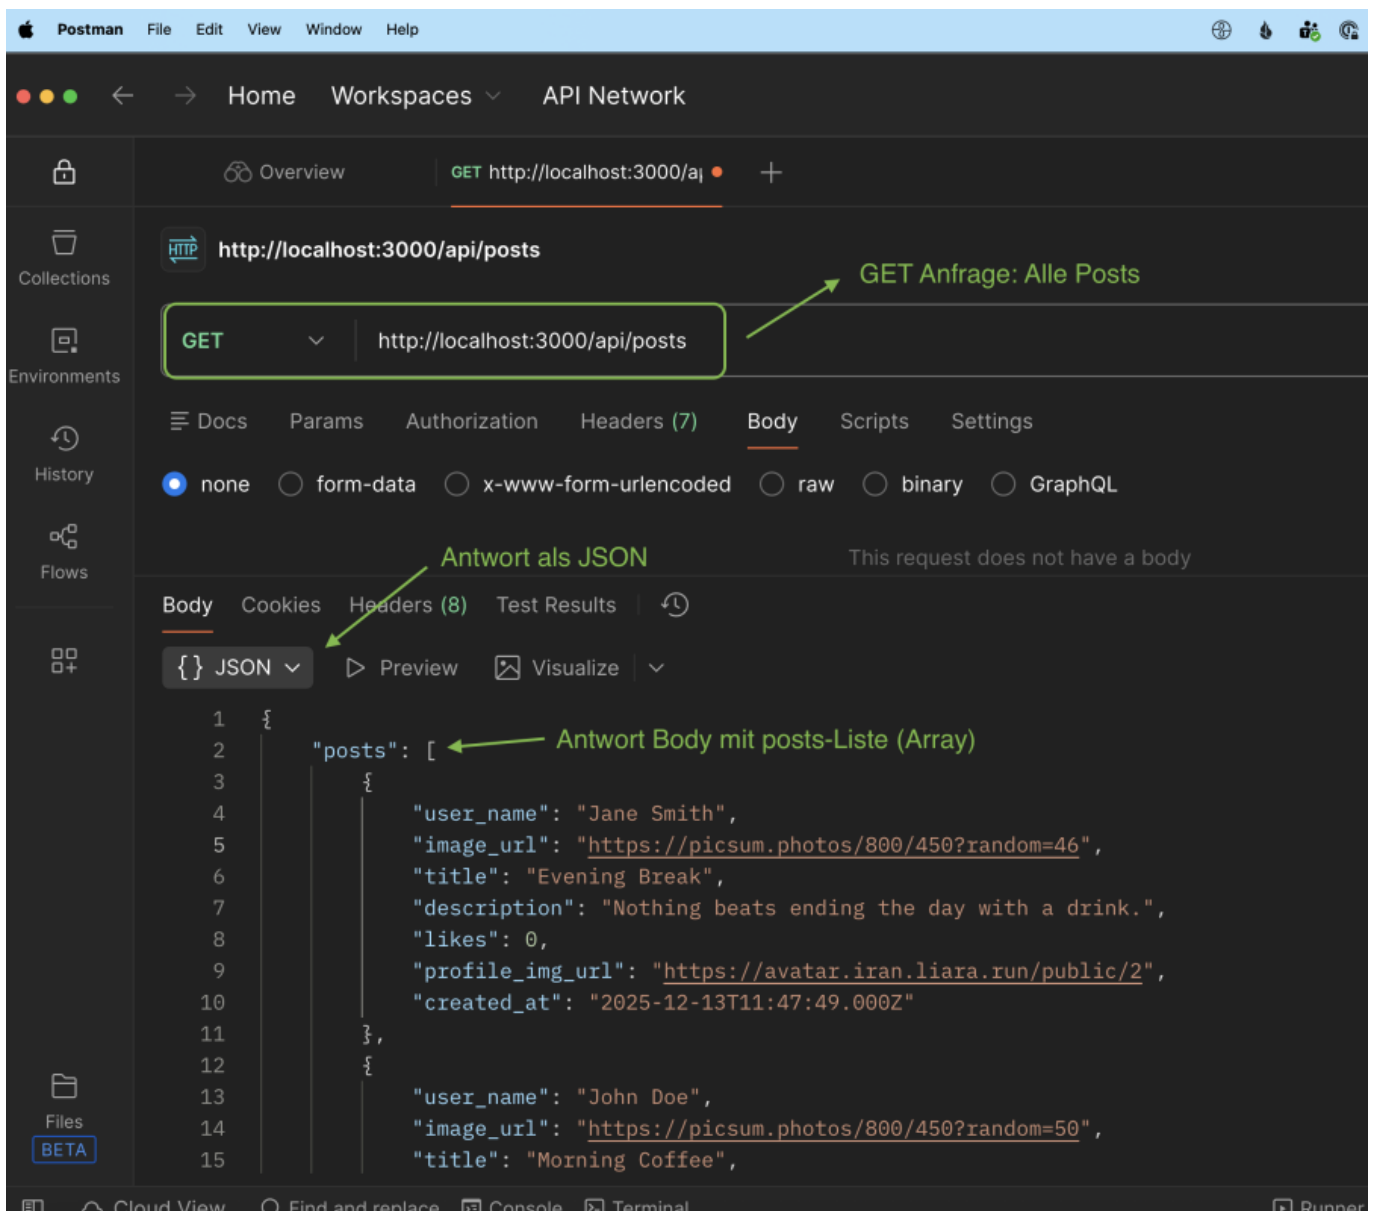 Postman File Edit View Window Help
Home Workspaces API Network
Overview GET http://localhost:3000/a
HTTP http://localhost:3000/api/posts
GET Anfrage: Alle Posts
GET http://localhost:3000/api/posts
Collections
Environments
History
Flows
Docs Params Authorization Headers (7) Body Scripts Settings
none form-data x-www-form-urlencoded raw binary GraphQL
Antwort als JSON
This request does not have a body
Body Cookies Headers (8) Test Results
{} JSON Preview Visualize
Antwort Body mit posts-Liste (Array)
1 {
2 "posts": [
3 {
4 "user_name": "Jane Smith",
5 "image_url": "https://picsum.photos/800/450?random=46",
6 "title": "Evening Break",
7 "description": "Nothing beats ending the day with a drink.",
8 "likes": 0,
9 "profile_img_url": "https://avatar.iran.liara.run/public/2",
10 "created_at": "2025-12-13T11:47:49.000Z"
11 },
12 {
13 "user_name": "John Doe",
14 "image_url": "https://picsum.photos/800/450?random=50",
15 "title": "Morning Coffee",
Files
BETA
Cloud View Find and replace Console Terminal Runner